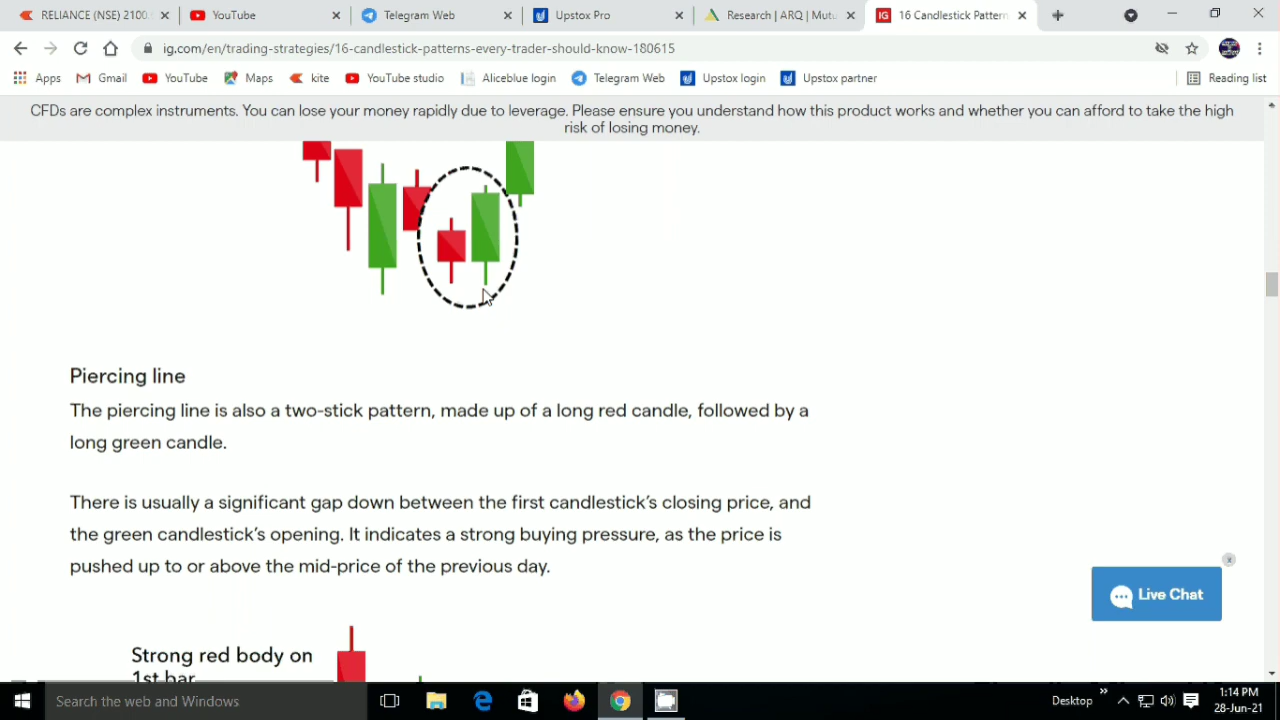 RELIANCE (NSE) 2100.
YouTube
Telegram Web
Upstox Pro
Research | ARQ | Mutu
IG
16 Candlestick Pattern
ig.com/en/trading-strategies/16-candlestick-patterns-every-trader-should-know-180615
Apps
Gmail
YouTube
Maps
kite
YouTube studio
Aliceblue login
Telegram Web
Upstox login
Upstox partner
Reading list
CFDs are complex instruments. You can lose your money rapidly due to leverage. Please ensure you understand how this product works and whether you can afford to take the high
risk of losing money.
Piercing line
The piercing line is also a two-stick pattern, made up of a long red candle, followed by a
long green candle.
There is usually a significant gap down between the first candlestick's closing price, and
the green candlestick's opening. It indicates a strong buying pressure, as the price is
pushed up to or above the mid-price of the previous day.
Live Chat
Strong red body on
1st bar
Search the web and Windows
Desktop
1:14 PM
28-Jun-21